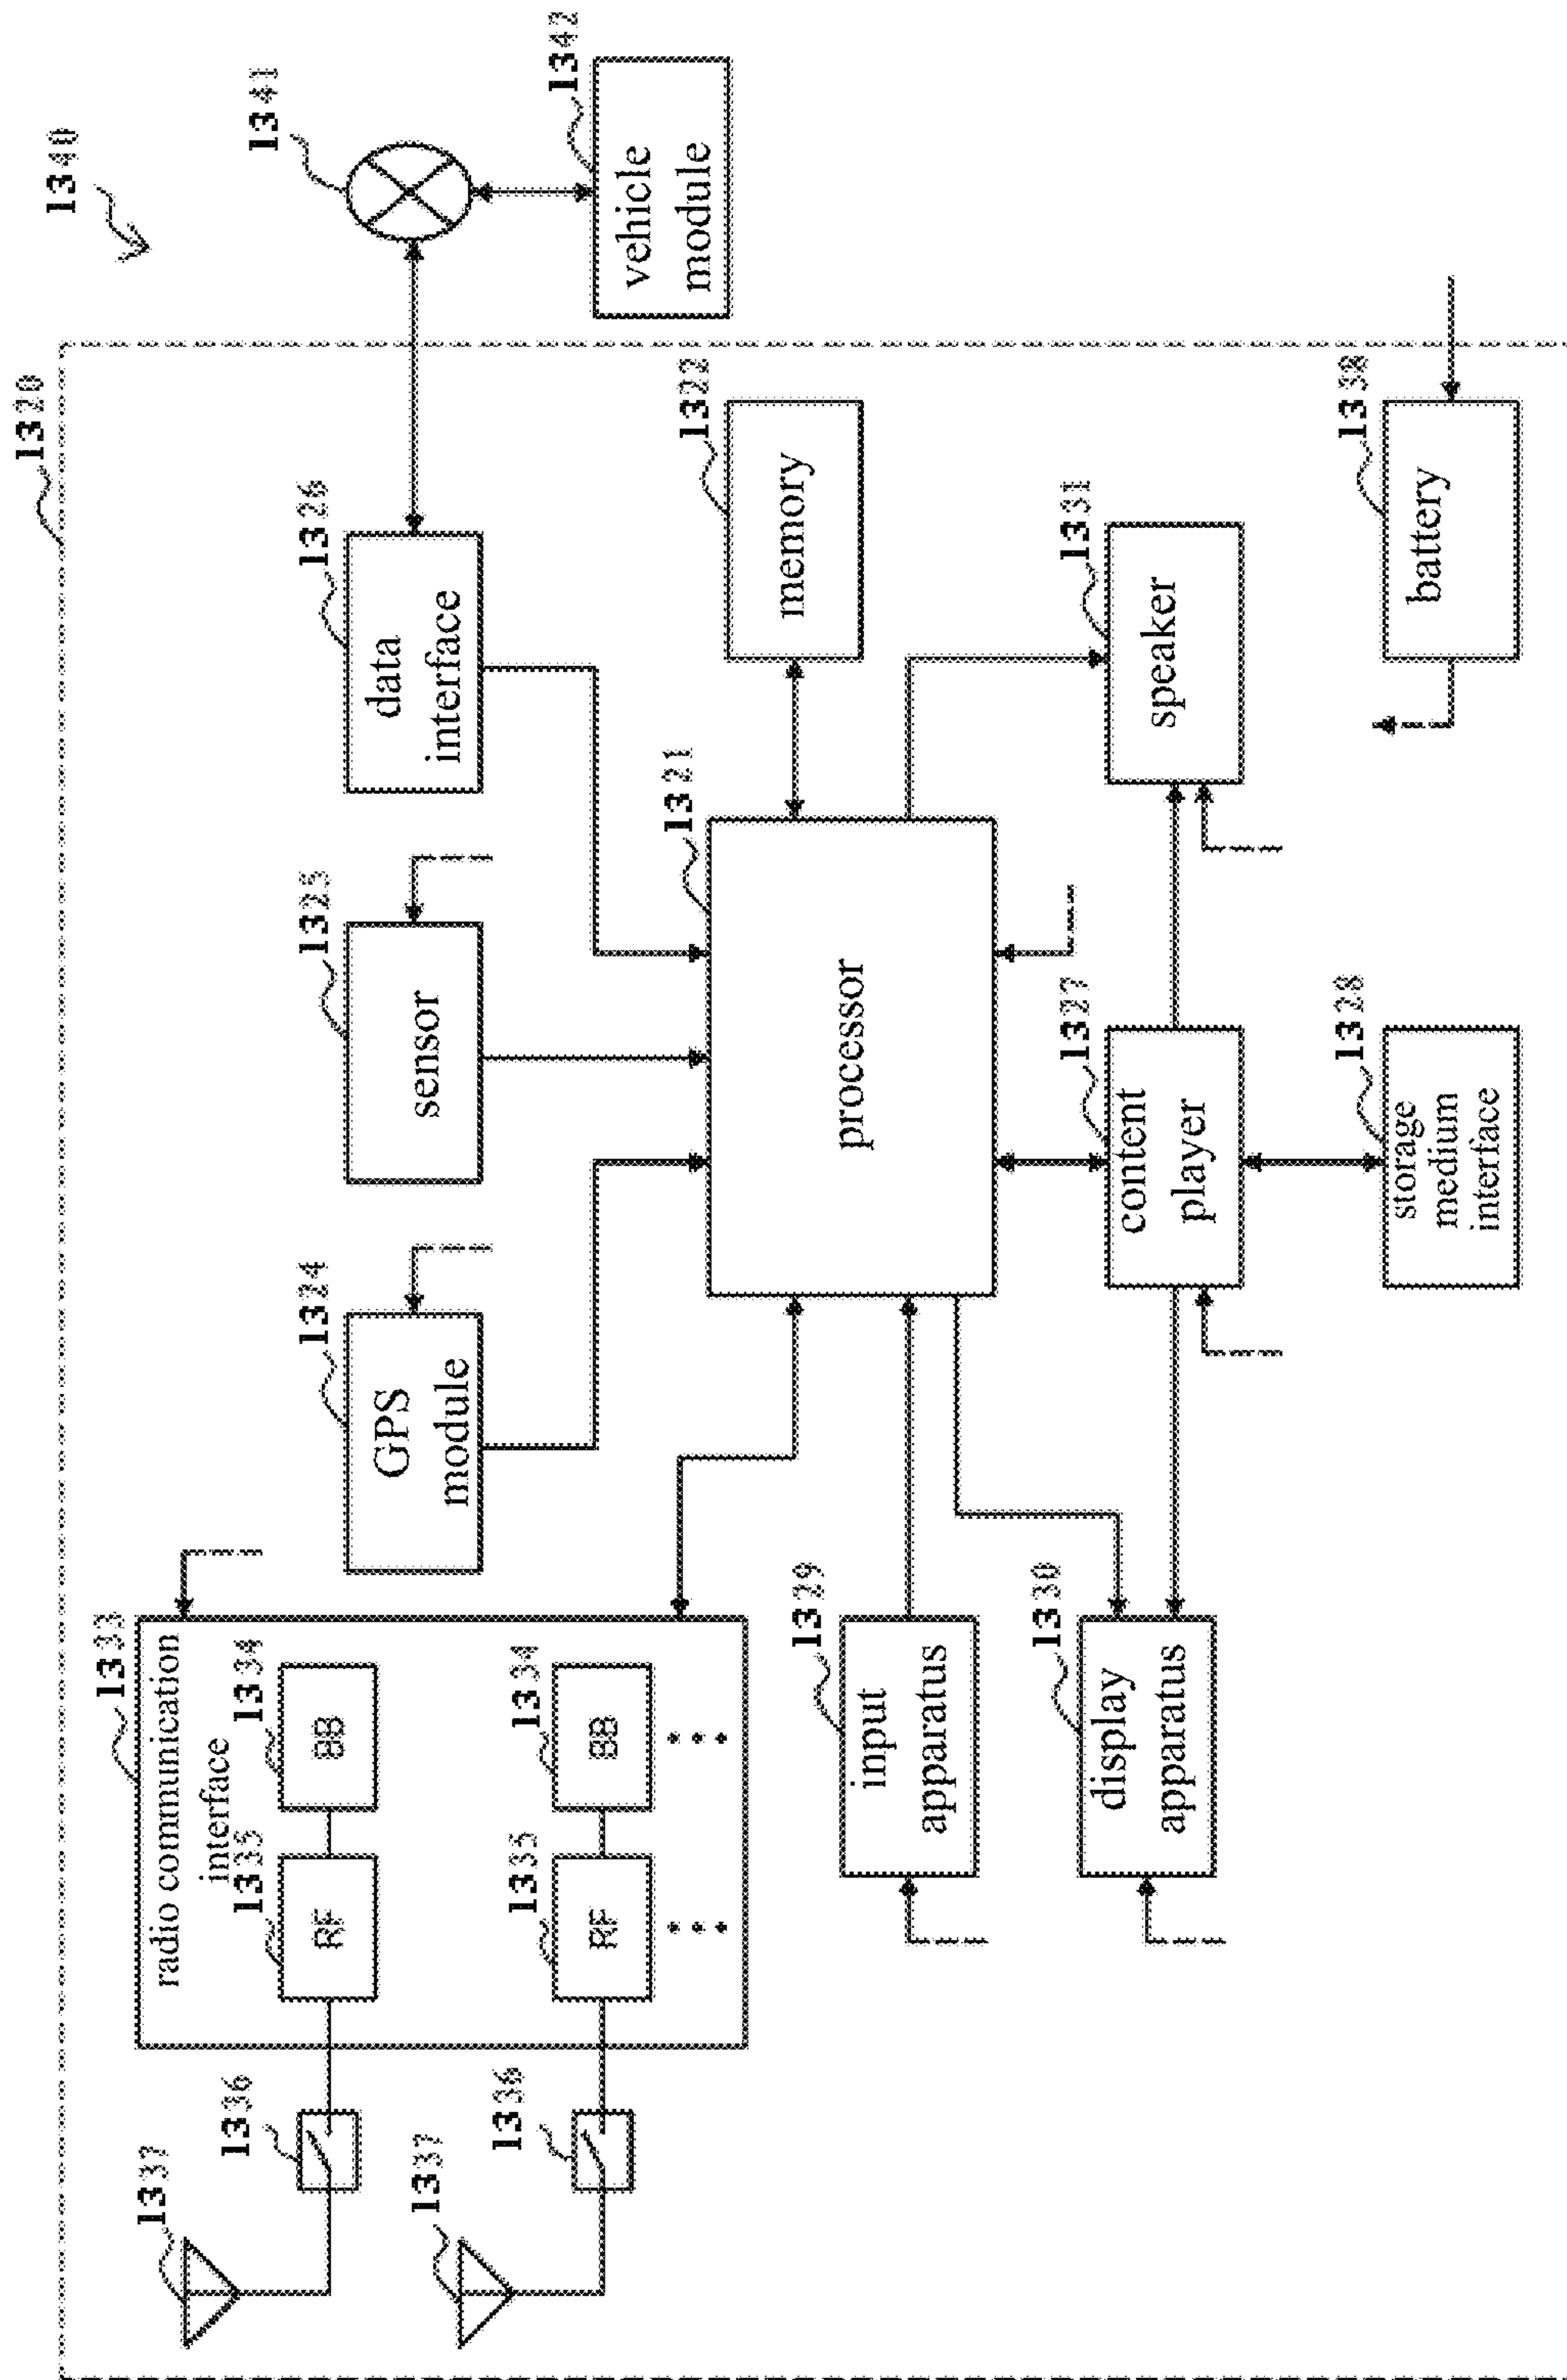 1340
1320
1341
1342
vehicle
module
1333
radio communication
interface
1334
BB
1335
RF
1334
BB
1335
RF
1336
1336
1337
1337
1324
GPS
module
1325
sensor
1326
data
interface
1321
processor
1322
memory
1329
input
apparatus
1330
display
apparatus
1327
content
player
1331
speaker
1328
storage
medium
interface
1338
battery